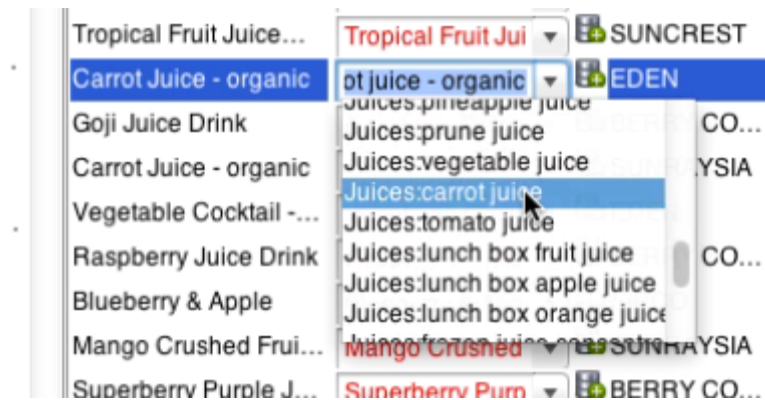 Tropical Fruit Juice... Tropical Fruit Jui SUNCREST
Carrot Juice - organic ot juice - organic EDEN
Juices:pineapple juice
Goji Juice Drink Juices:prune juice CO...
Carrot Juice - organic Juices:vegetable juice YSIA
Juices:carrot juice
Vegetable Cocktail -... Juices:tomato juice
Raspberry Juice Drink Juices:lunch box fruit juice CO...
Blueberry & Apple Juices:lunch box apple juice
Juices:lunch box orange juice
Mango Crushed Frui... Mango Crushed SUNRAYSIA
Superberry Purple J... Superberry Purp BERRY CO...